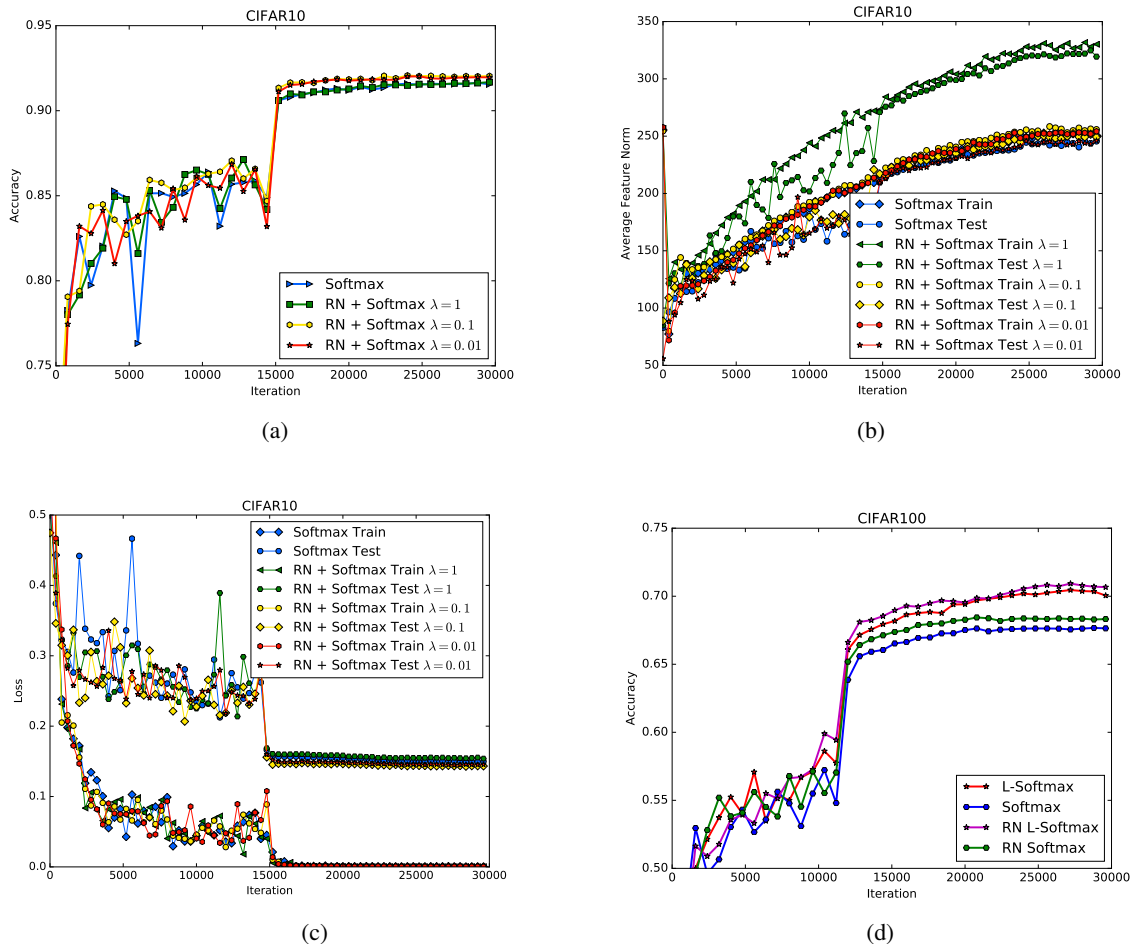 CIFAR10
0.95
0.90
0.85
0.80
0.75
Accuracy
0 5000 10000 15000 20000 25000 30000
Iteration
Softmax
RN + Softmax λ = 1
RN + Softmax λ = 0.1
RN + Softmax λ = 0.01
(a)
CIFAR10
350
300
250
200
150
100
50
Average Feature Norm
0 5000 10000 15000 20000 25000 30000
Iteration
Softmax Train
Softmax Test
RN + Softmax Train λ = 1
RN + Softmax Test λ = 1
RN + Softmax Train λ = 0.1
RN + Softmax Test λ = 0.1
RN + Softmax Train λ = 0.01
RN + Softmax Test λ = 0.01
(b)
CIFAR10
0.5
0.4
0.3
0.2
0.1
0.0
Loss
0 5000 10000 15000 20000 25000 30000
Iteration
Softmax Train
Softmax Test
RN + Softmax Train λ = 1
RN + Softmax Test λ = 1
RN + Softmax Train λ = 0.1
RN + Softmax Test λ = 0.1
RN + Softmax Train λ = 0.01
RN + Softmax Test λ = 0.01
(c)
CIFAR100
0.75
0.70
0.65
0.60
0.55
0.50
Accuracy
0 5000 10000 15000 20000 25000 30000
Iteration
L-Softmax
Softmax
RN L-Softmax
RN Softmax
(d)